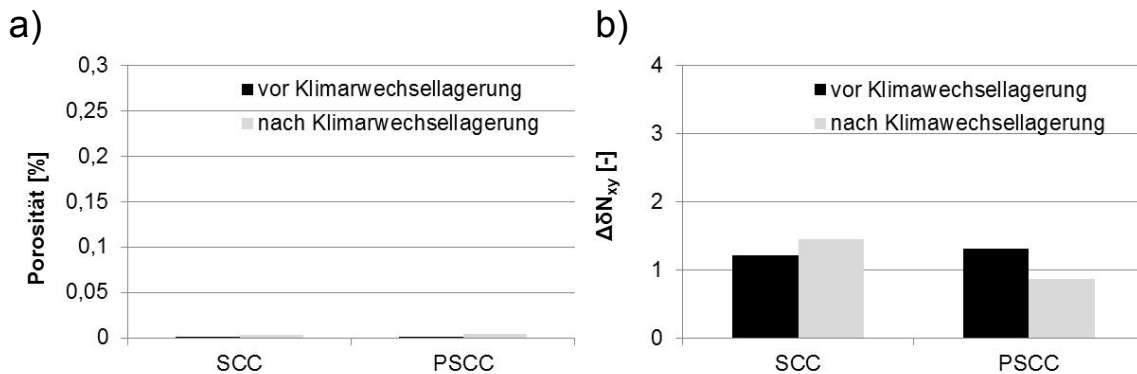 a)
0,3
0,25
0,2
0,15
0,1
0,05
0
Porosität [%]
vor Klimarwechsellagerung
nach Klimarwechsellagerung
SCC PSCC
b)
4
3
2
1
0
ΔδNxy [-]
vor Klimawechsellagerung
nach Klimawechsellagerung
SCC PSCC